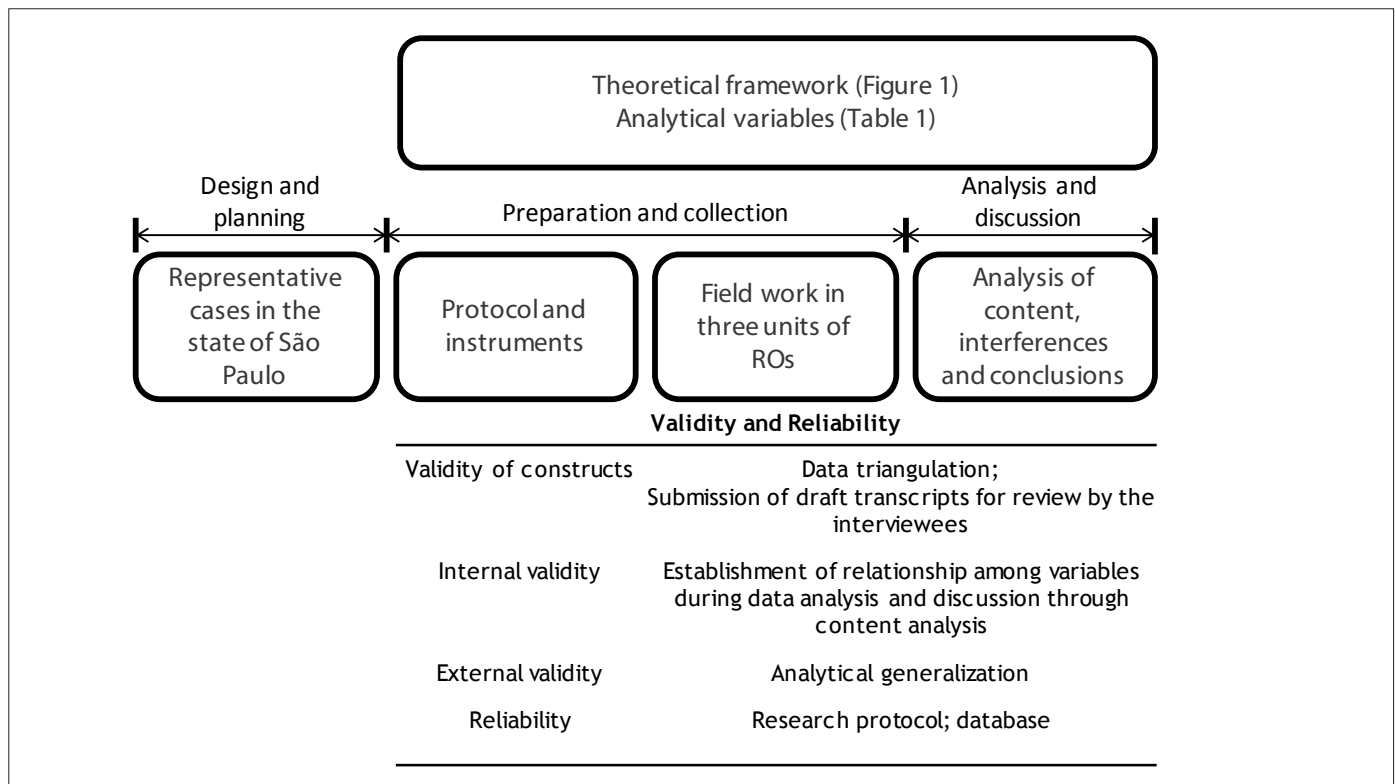 Theoretical framework (Figure 1)
Analytical variables (Table 1)
Design and
planning
Preparation and collection
Analysis and
discussion
Representative
cases in the
state of São
Paulo
Protocol and
instruments
Field work in
three units of
ROs
Analysis of
content,
interferences
and conclusions
Validity and Reliability
Validity of constructs
Data triangulation;
Submission of draft transcripts for review by the
interviewees
Internal validity
Establishment of relationship among variables
during data analysis and discussion through
content analysis
External validity
Analytical generalization
Reliability
Research protocol; database